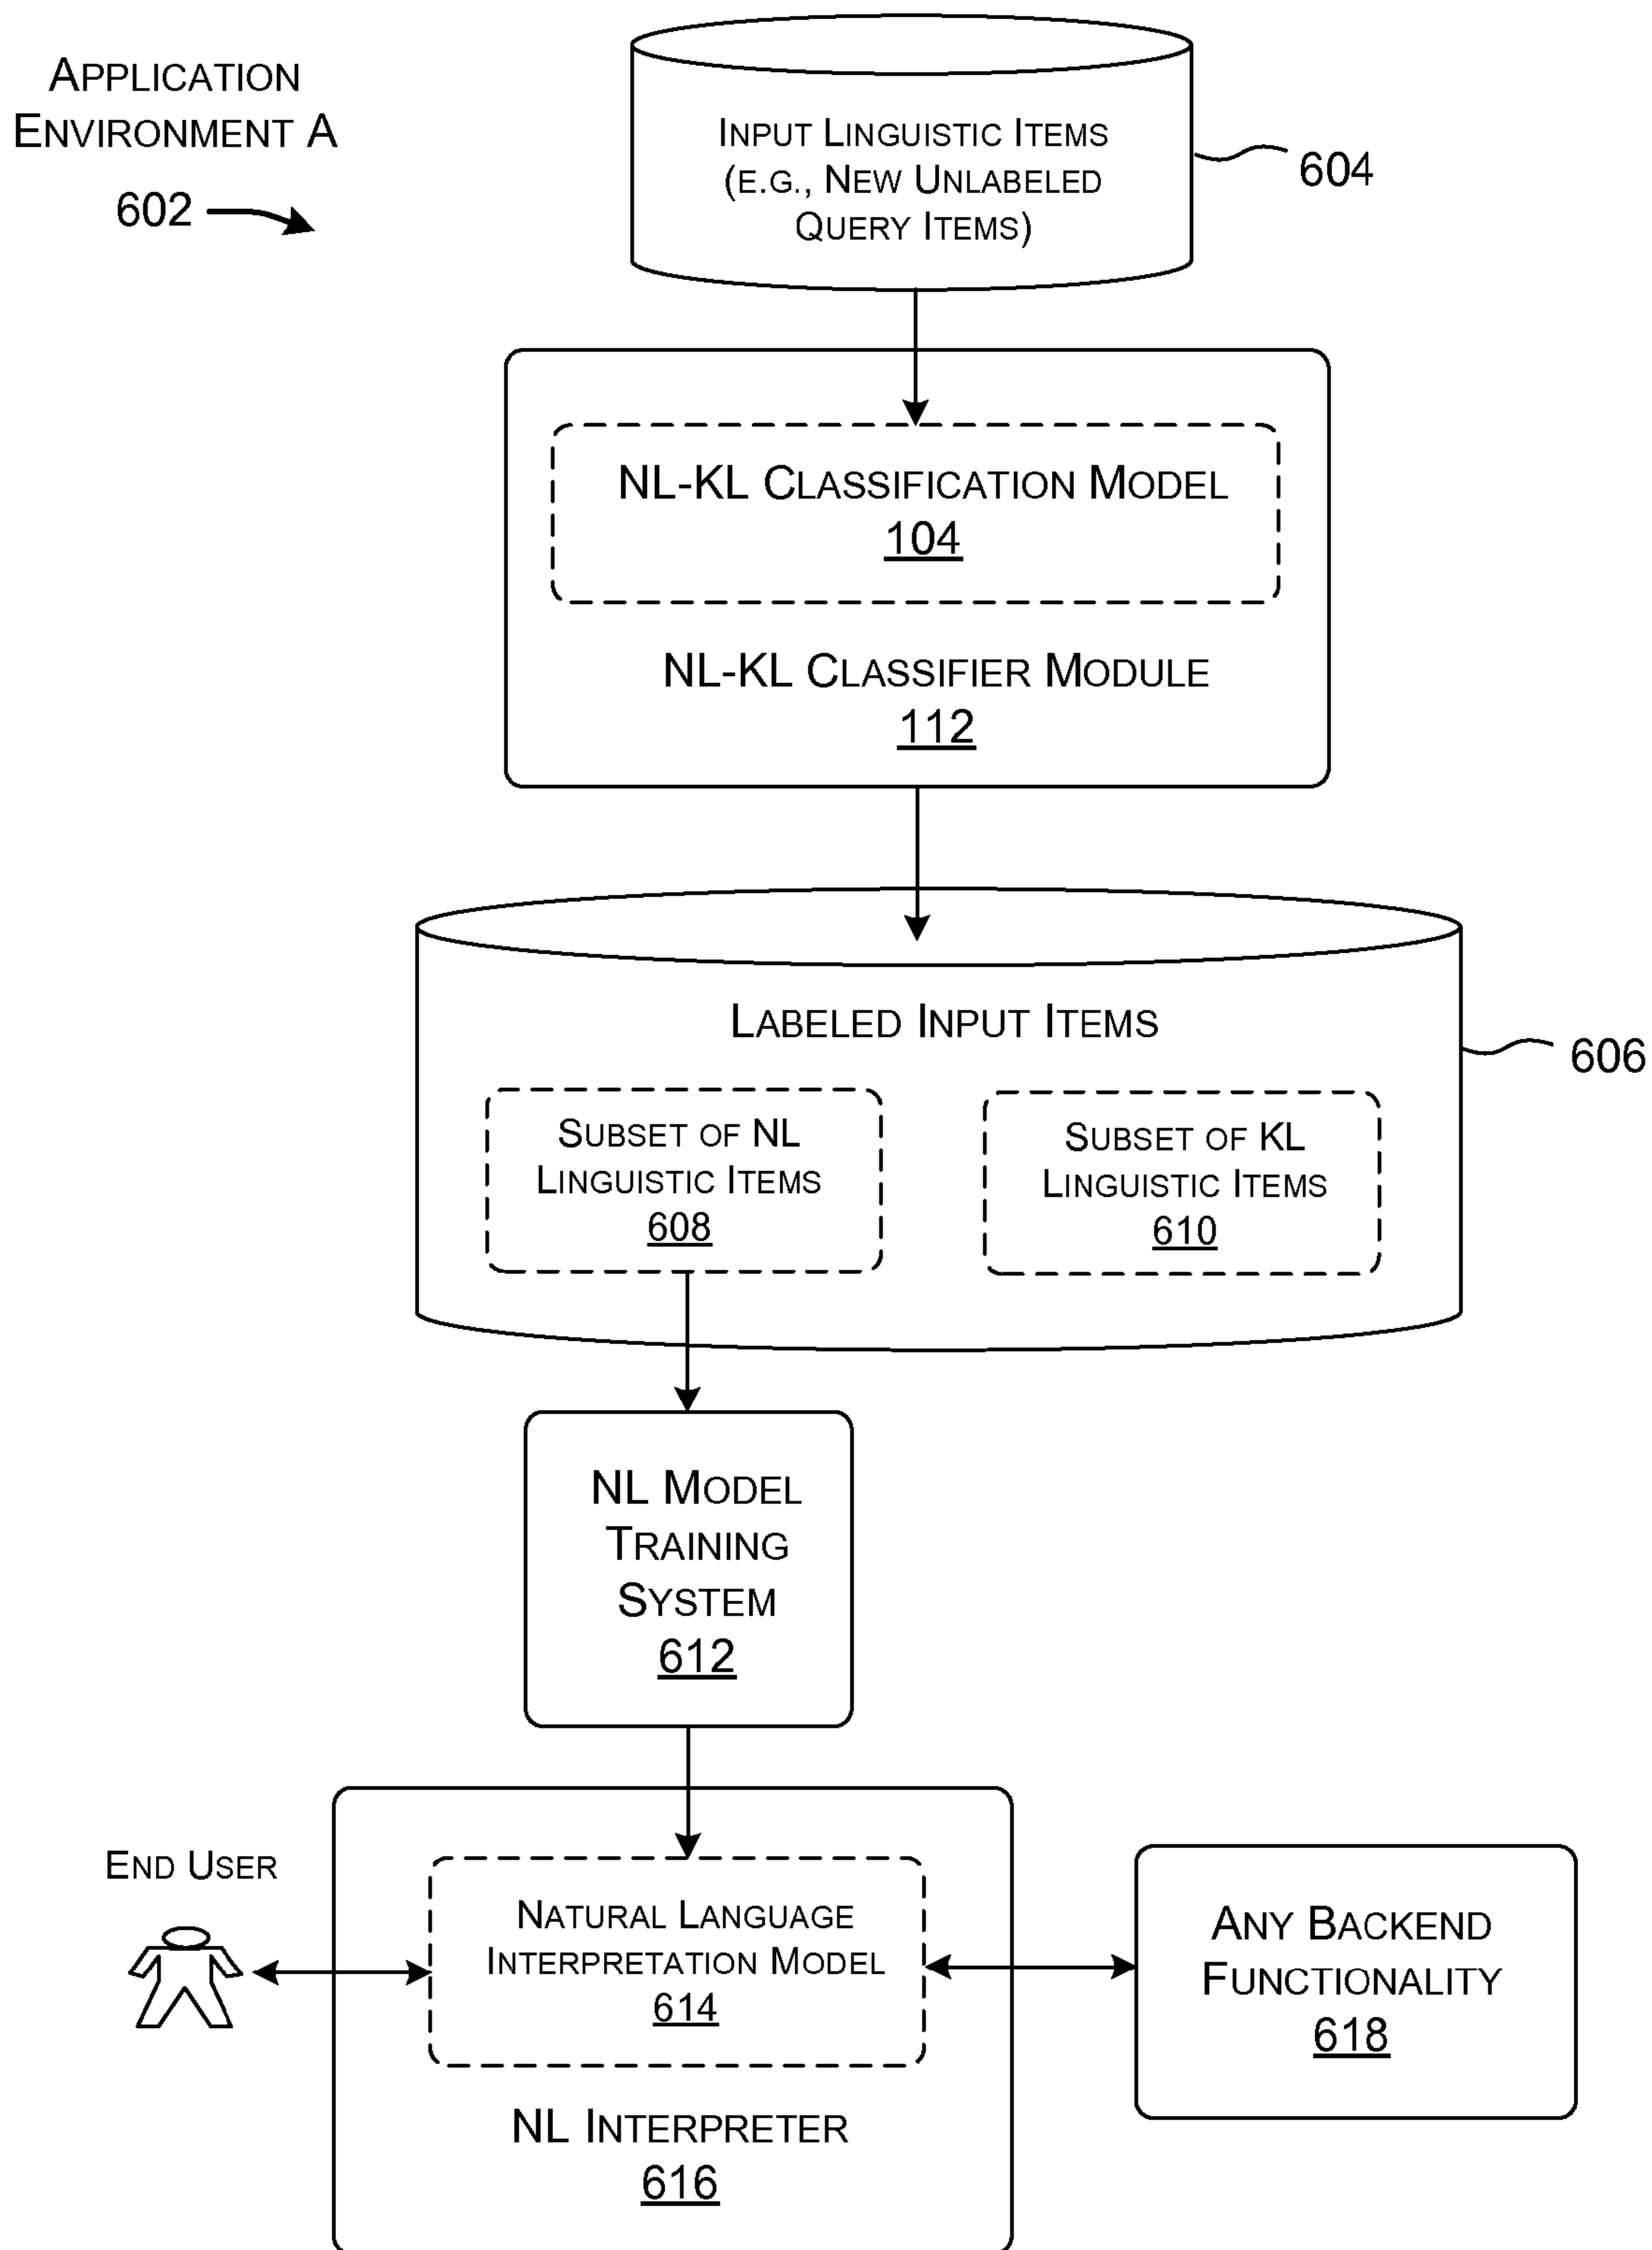 APPLICATION
ENVIRONMENT A
602
INPUT LINGUISTIC ITEMS
(E.G., NEW UNLABELED
QUERY ITEMS)
604
NL-KL CLASSIFICATION MODEL
104
NL-KL CLASSIFIER MODULE
112
LABELED INPUT ITEMS
606
SUBSET OF NL
LINGUISTIC ITEMS
608
SUBSET OF KL
LINGUISTIC ITEMS
610
NL MODEL
TRAINING
SYSTEM
612
END USER
NATURAL LANGUAGE
INTERPRETATION MODEL
614
NL INTERPRETER
616
ANY BACKEND
FUNCTIONALITY
618